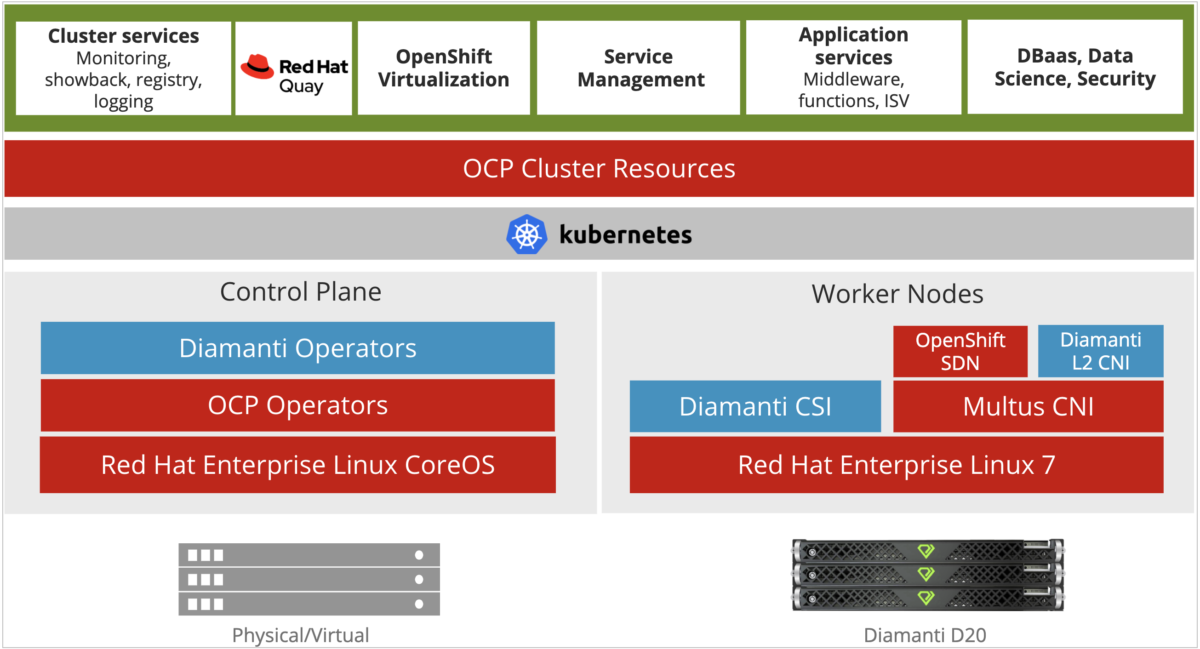 Cluster services
Monitoring,
showback, registry,
logging
Red Hat
Quay
OpenShift
Virtualization
Service
Management
Application
services
Middleware,
functions, ISV
DBaas, Data
Science, Security
OCP Cluster Resources
kubernetes
Control Plane
Diamanti Operators
OCP Operators
Red Hat Enterprise Linux CoreOS
Worker Nodes
OpenShift
SDN
Diamanti
L2 CNI
Diamanti CSI
Multus CNI
Red Hat Enterprise Linux 7
Physical/Virtual
Diamanti D20